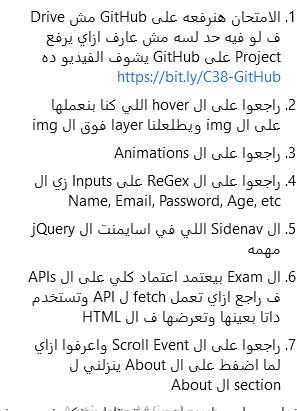 1. الامتحان هنرفعه على GitHub مش Drive
ف لو فيه حد لسه مش عارف ازاي يرفع
Project على GitHub يشوف الفيديو ده
https://bit.ly/C38-GitHub
2. راجعوا على ال hover اللي كنا بنعملها
على ال img ويطلعلنا layer فوق ال img
3. راجعوا على ال Animations
4. راجعوا على ال ReGex على Inputs زي ال
Name, Email, Password, Age, etc
5. ال Sidenav اللي في اسايمنت ال jQuery
مهمه
6. ال Exam بيعتمد اعتماد كلي على ال APIs
ف راجع ازاي تعمل fetch ل API وتستخدم
داتا بعينها وتعرضها ف ال HTML
7. راجعوا على ال Scroll Event واعرفوا ازاي
لما اضغط على ال About ينزلني ل
section ال About